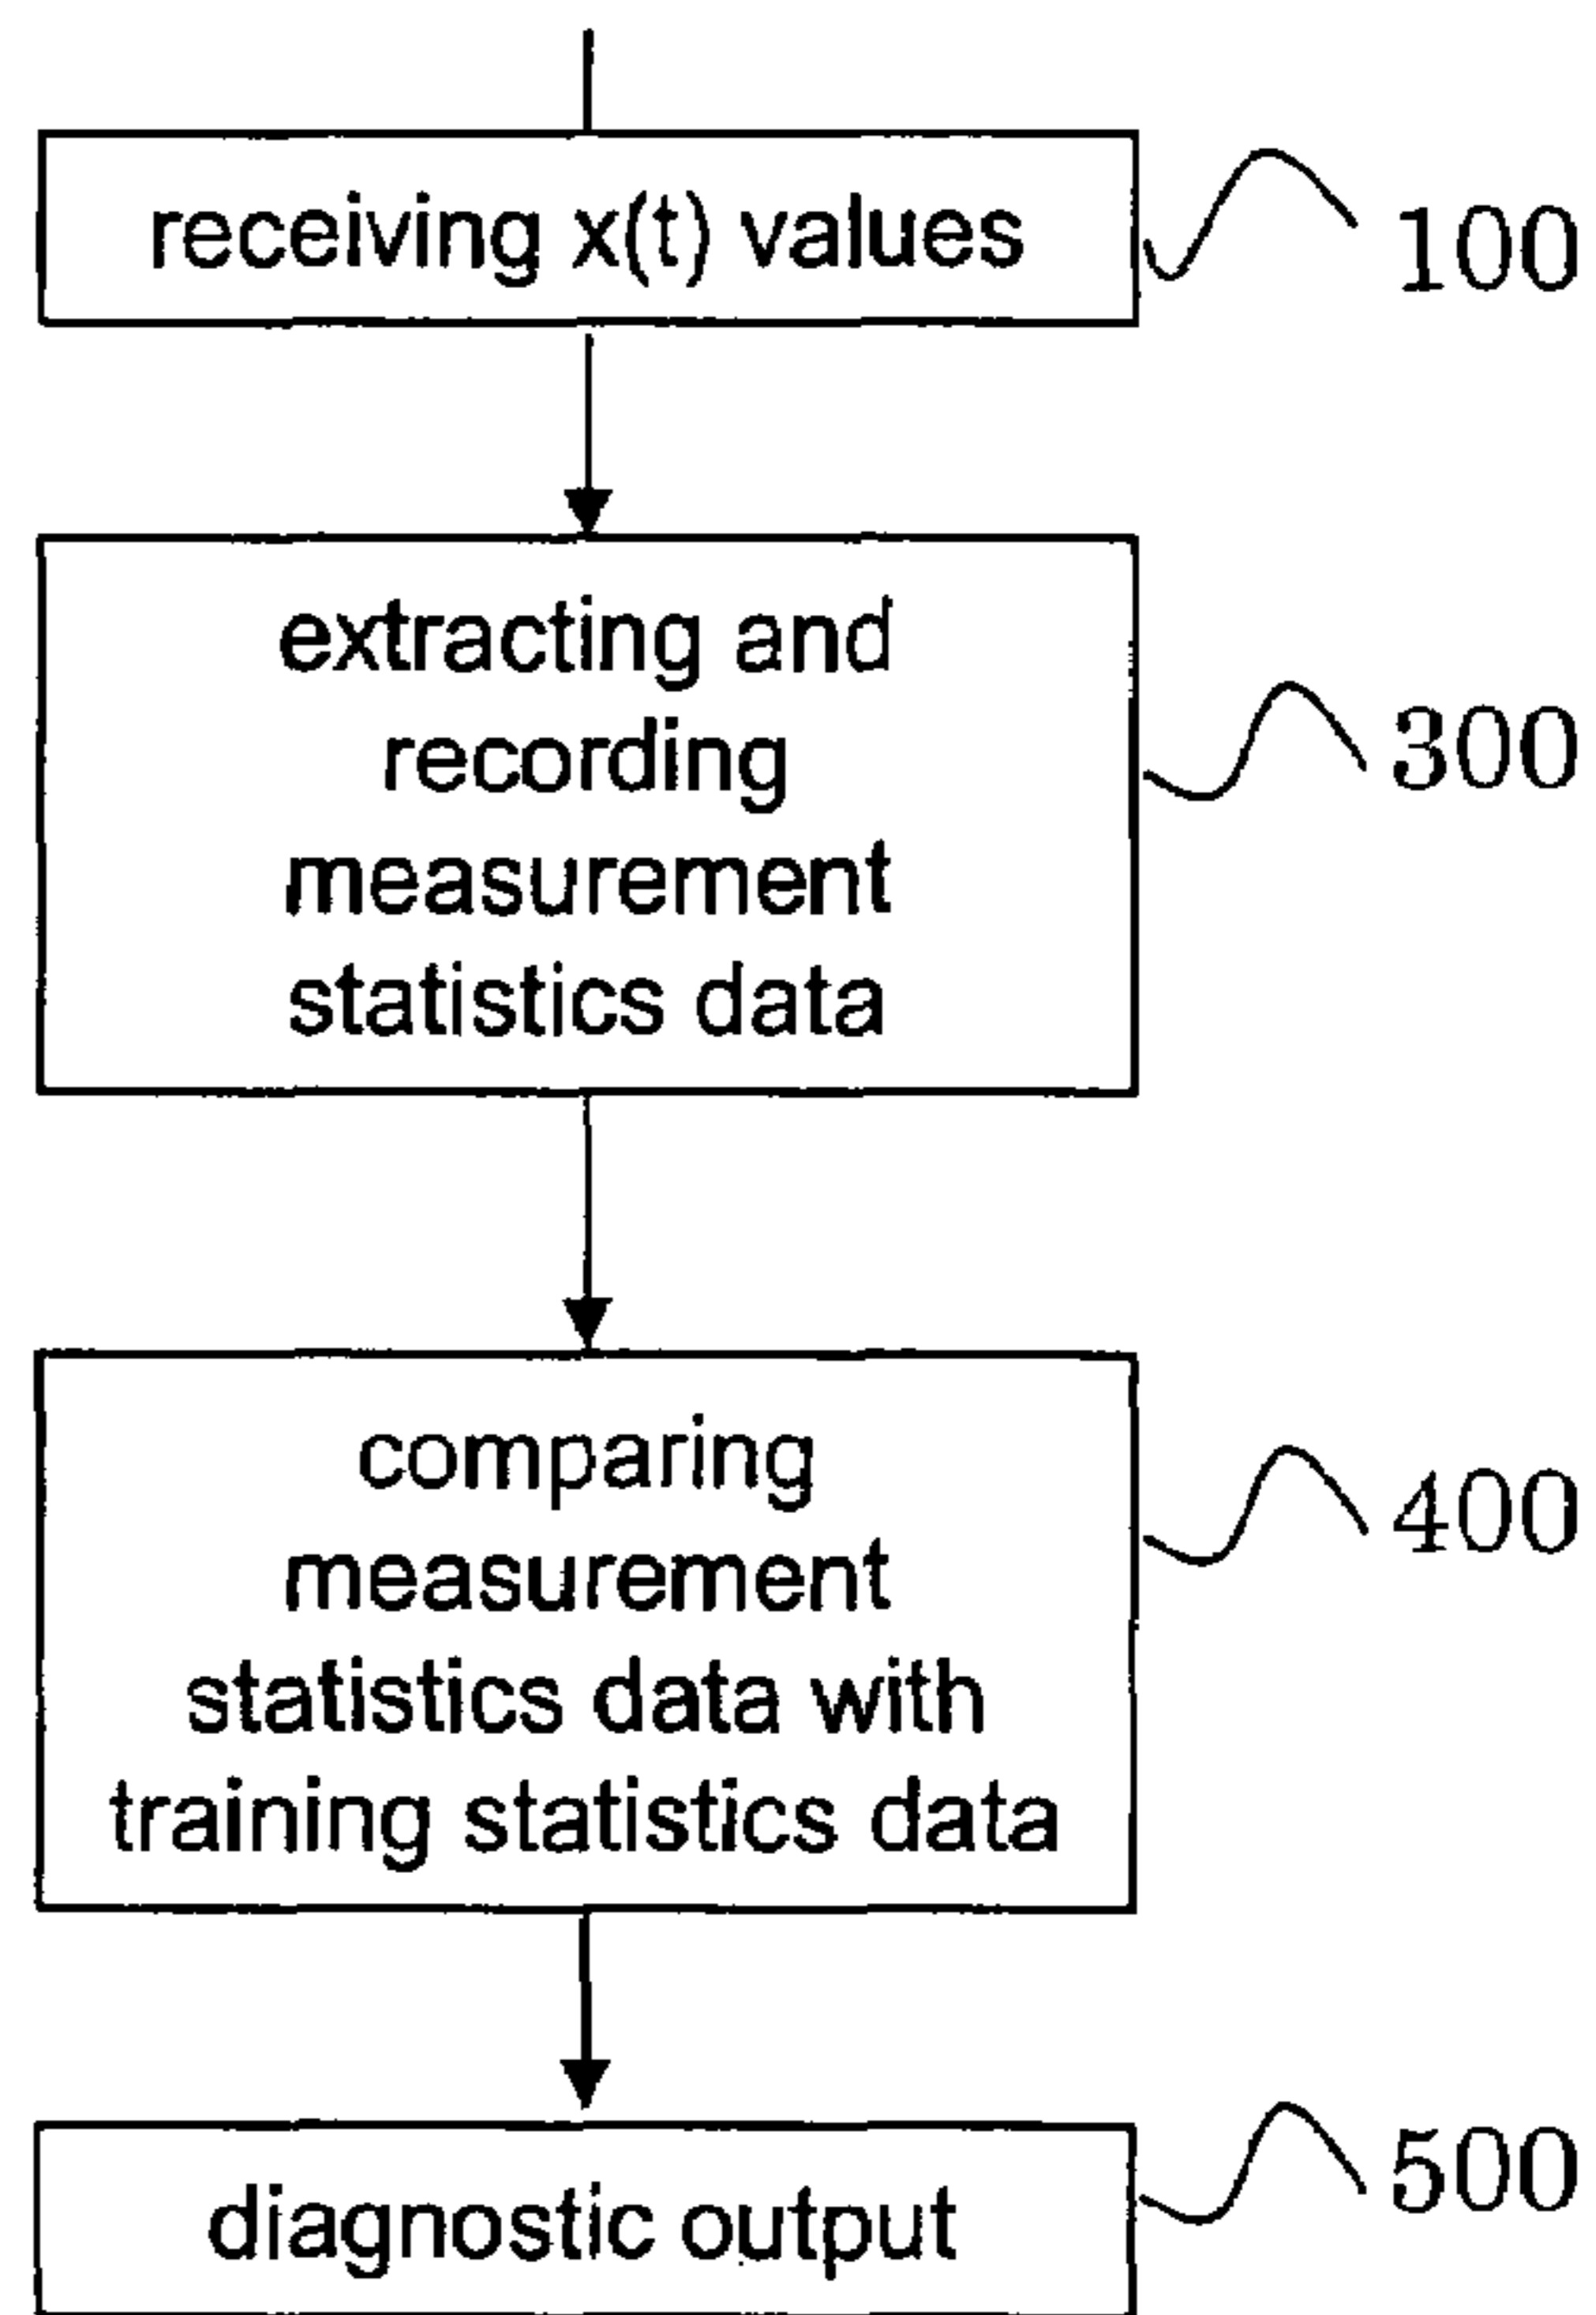 receiving x(t) values
100
extracting and
recording
measurement
statistics data
300
comparing
measurement
statistics data with
training statistics data
400
diagnostic output
500